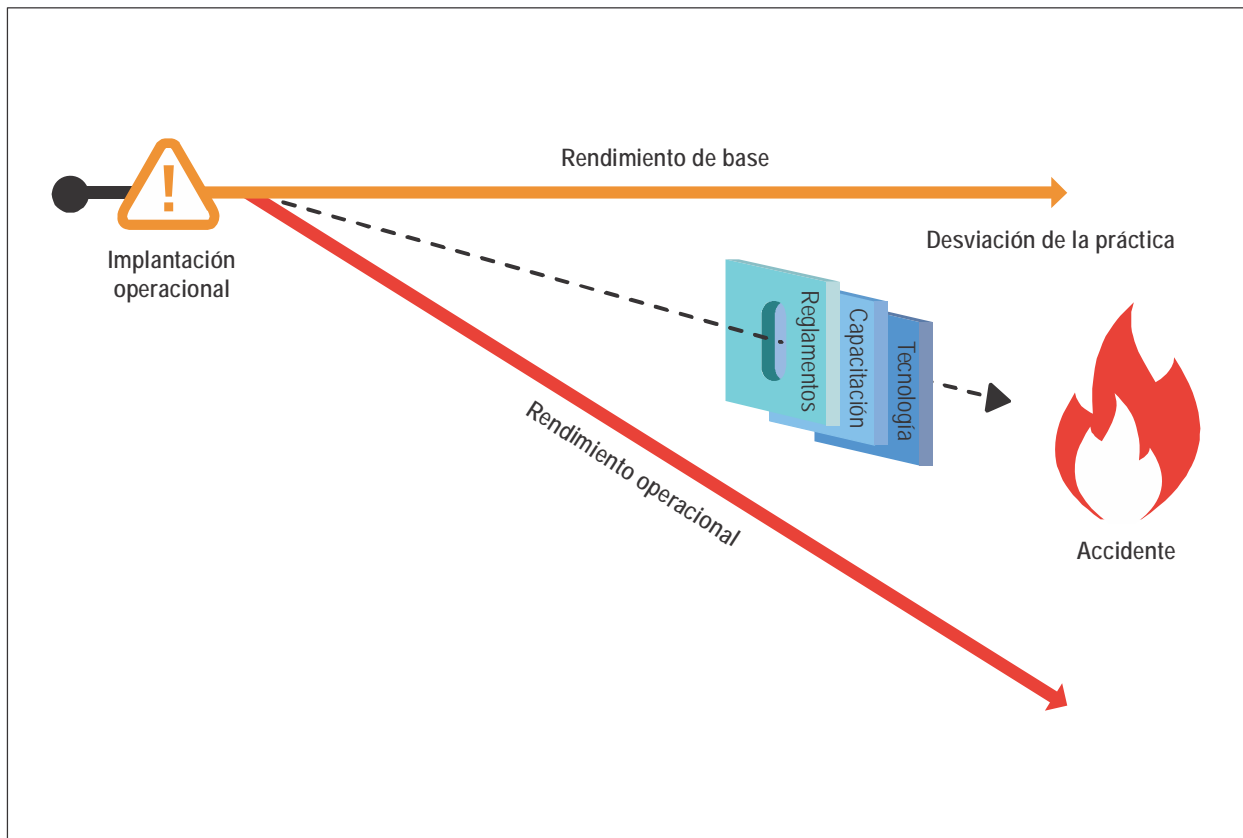 Rendimiento de base
Desviación de la práctica
Implantación
operacional
Reglamentos
Capacitación
Tecnología
Rendimiento operacional
Accidente
!